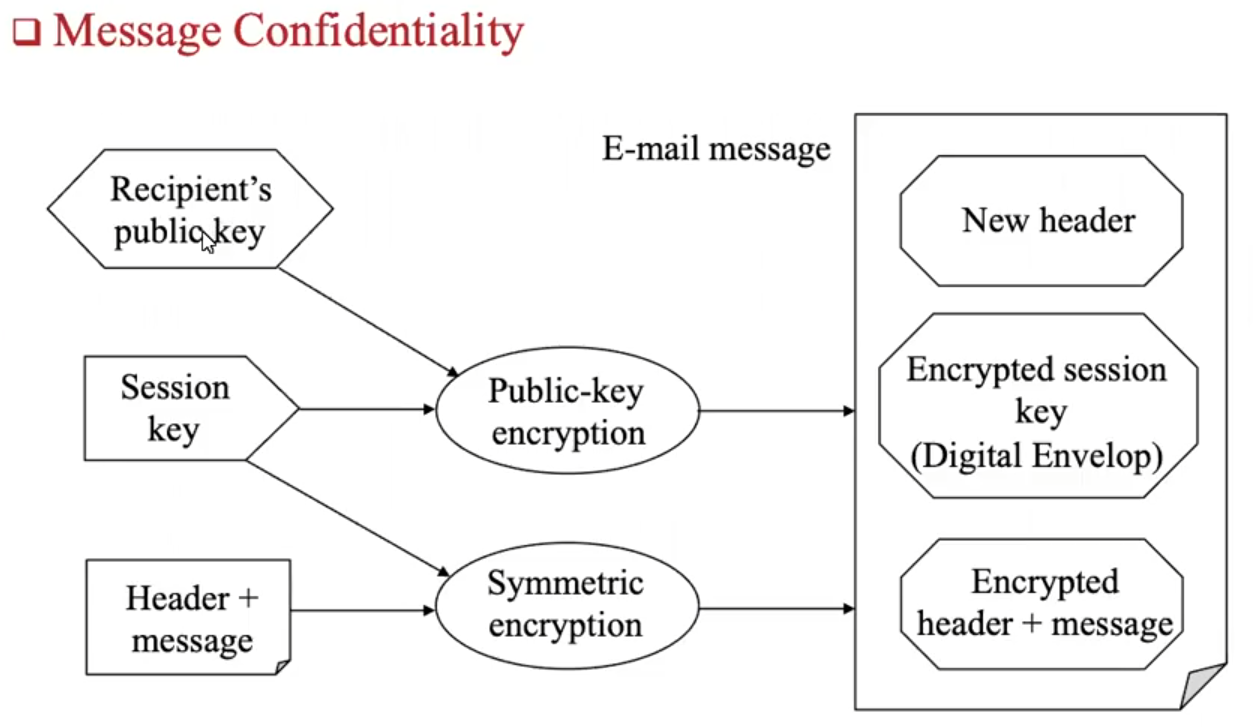 Message Confidentiality
E-mail message
Recipient's
public key
New header
Session
key
Public-key
encryption
Encrypted session
key
(Digital Envelop)
Header +
message
Symmetric
encryption
Encrypted
header + message